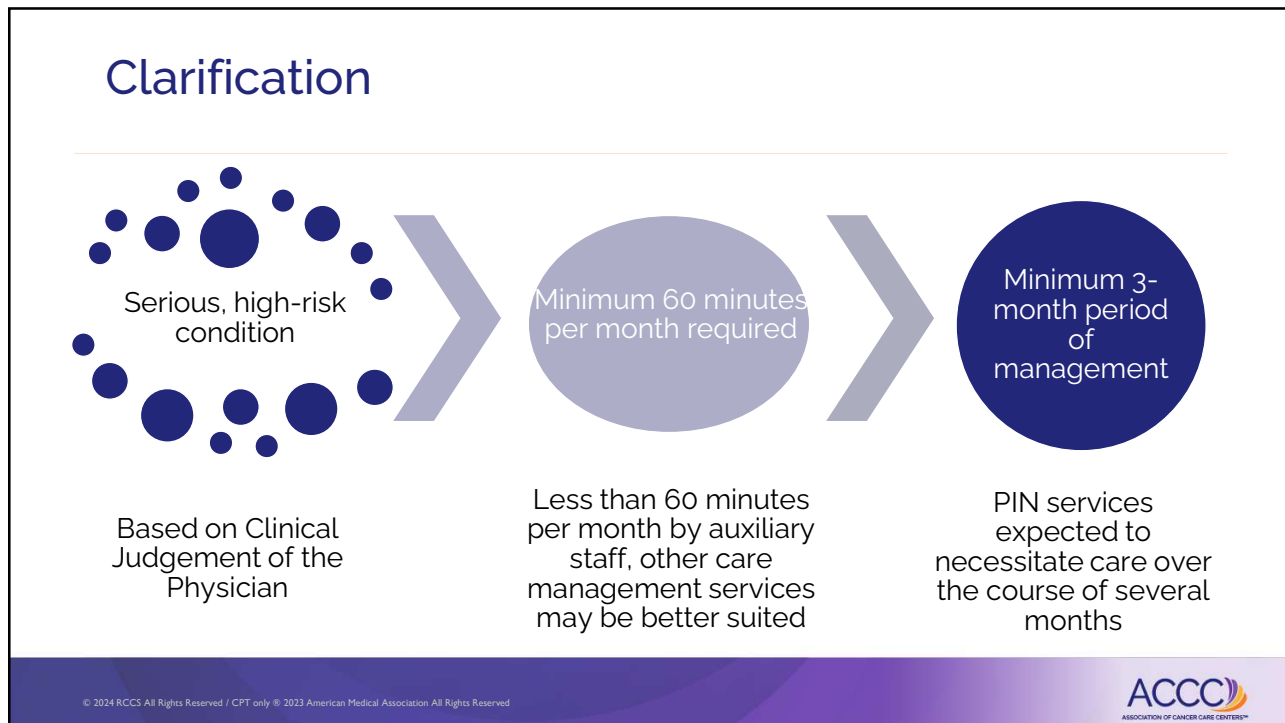 Clarification
Serious, high-risk
condition
Minimum 60 minutes
per month required
Minimum 3-
month period
of
management
Based on Clinical
Judgement of the
Physician
Less than 60 minutes
per month by auxiliary
staff, other care
management services
may be better suited
PIN services
expected to
necessitate care over
the course of several
months
© 2024 RCCS All Rights Reserved / CPT only ® 2023 American Medical Association All Rights Reserved
ACCC
ASSOCIATION OF CANCER CARE CENTERS™